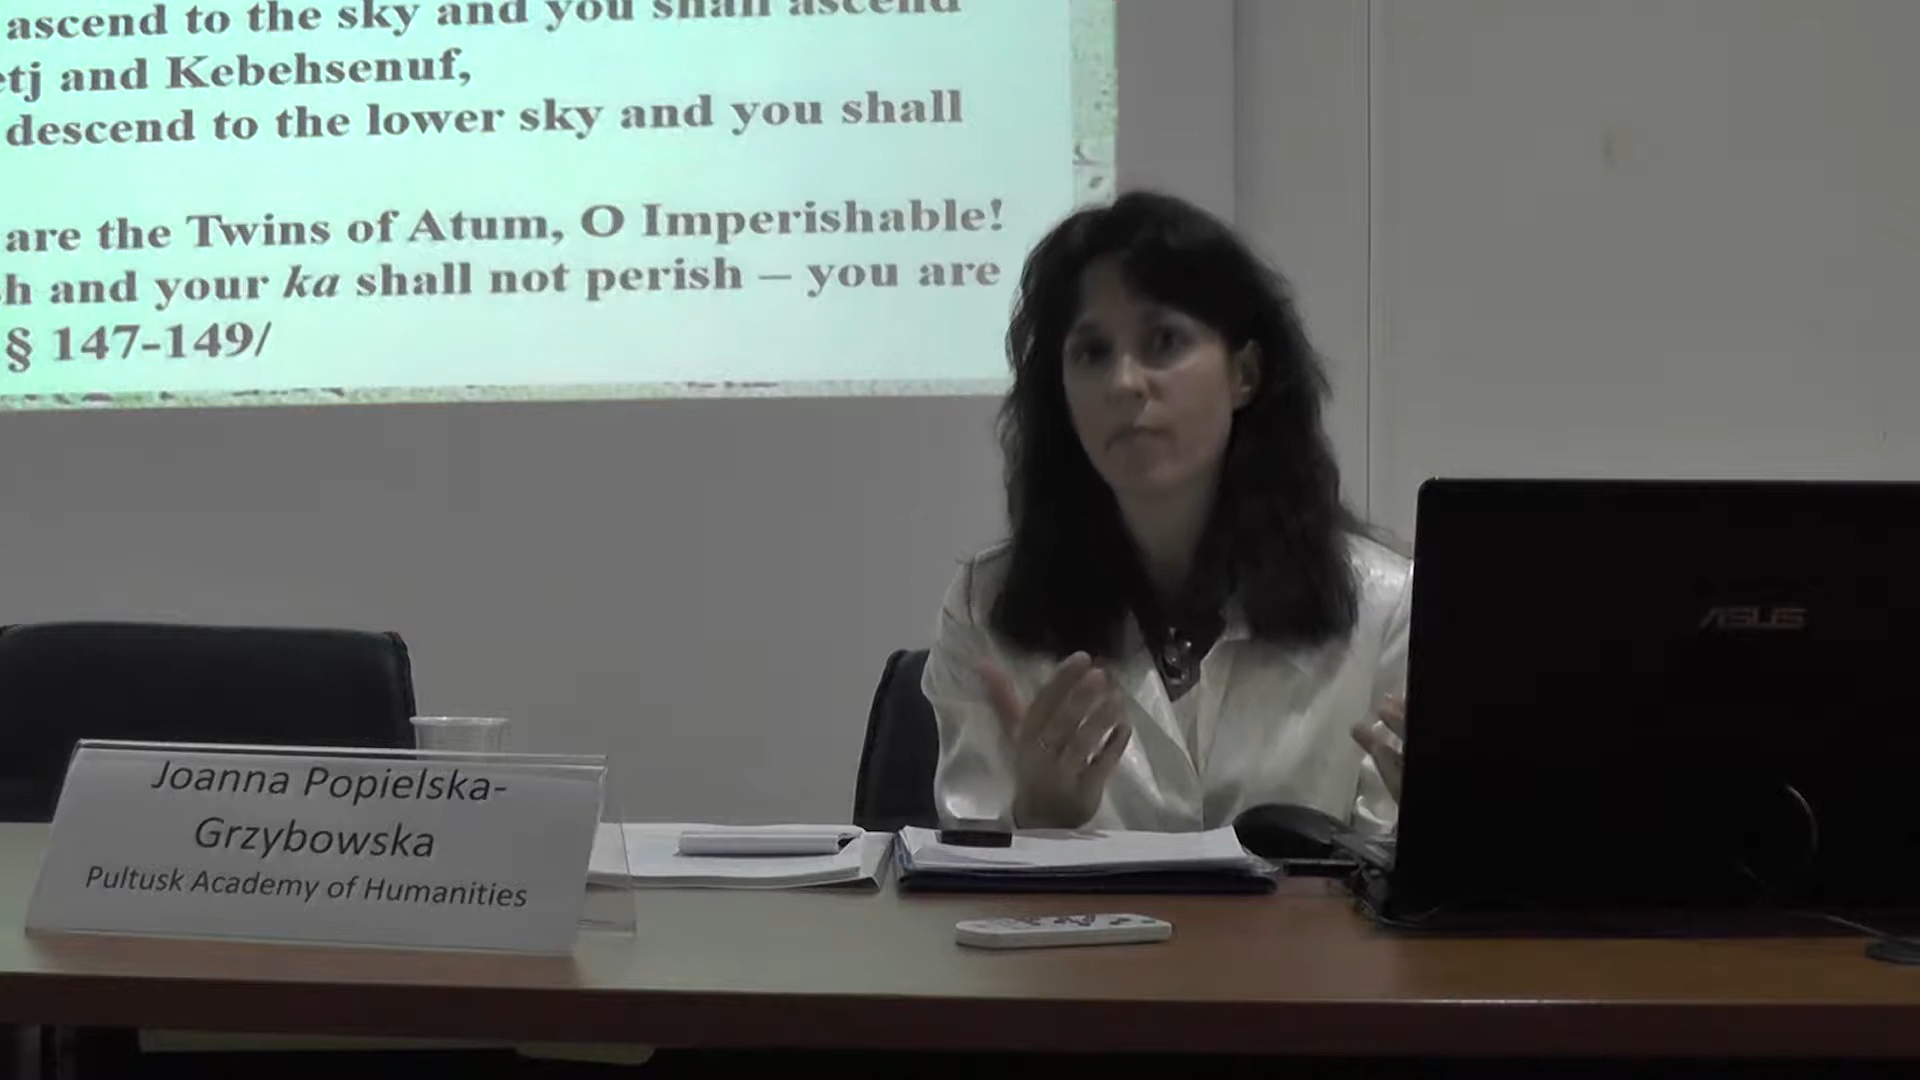 ascend to the sky and you shall ascend
etj and Kebehsenuf,
descend to the lower sky and you shall
are the Twins of Atum, O Imperishable!
h and your ka shall not perish – you are
§ 147-149/
ASUS
Joanna Popielska-
Grzybowska
Pultusk Academy of Humanities